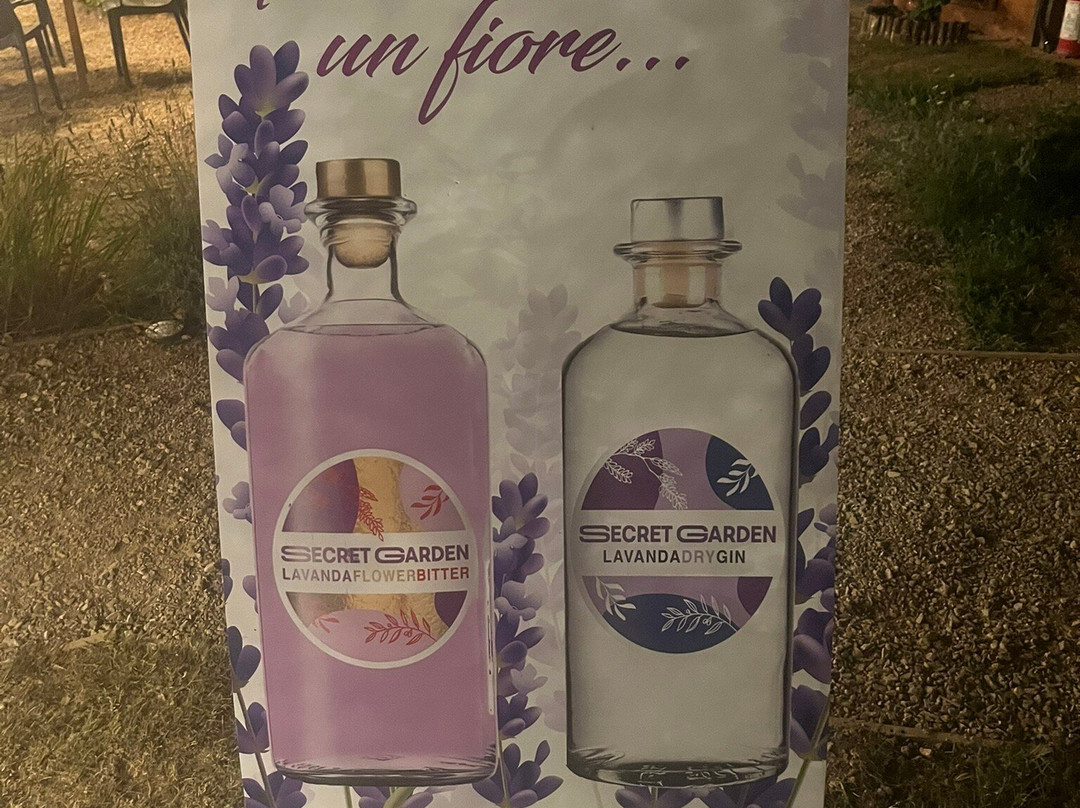 un fiore...
SECRET GARDEN
LAVANDAFLOWERBITTER
SECRET GARDEN
LAVANDADRYGIN